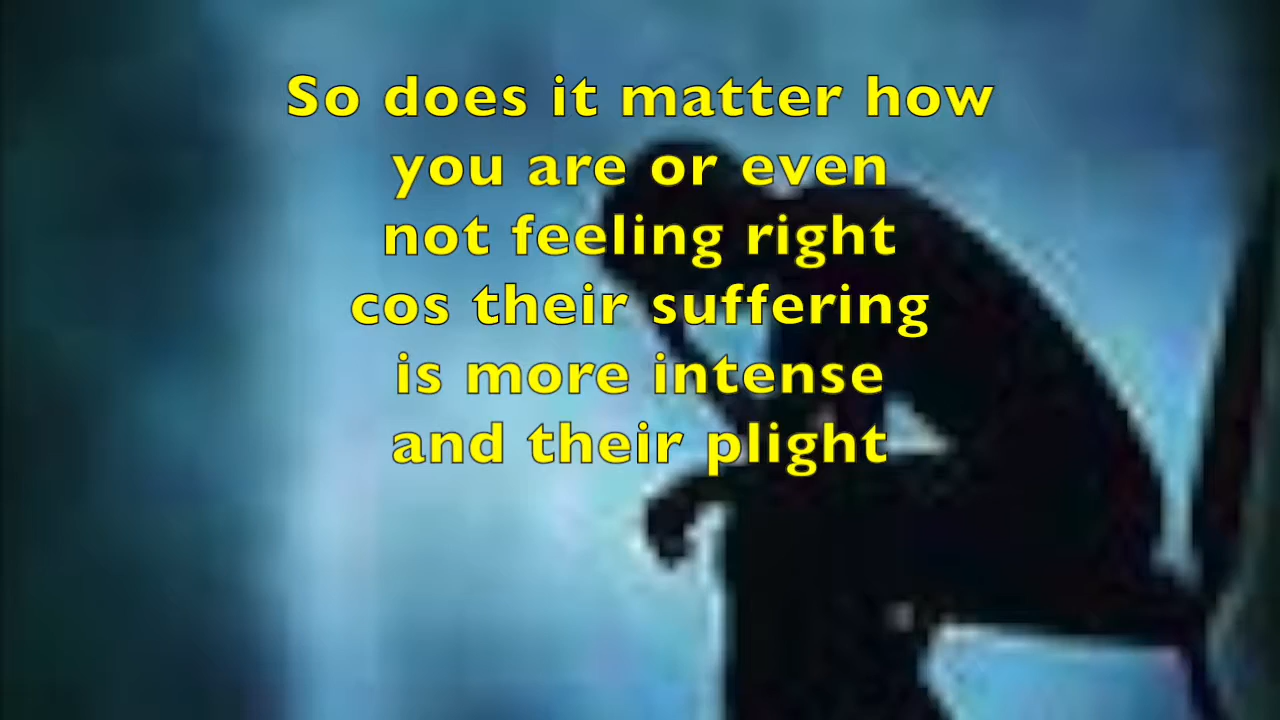 So does it matter how
you are or even
not feeling right
cos their suffering
is more intense
and their plight